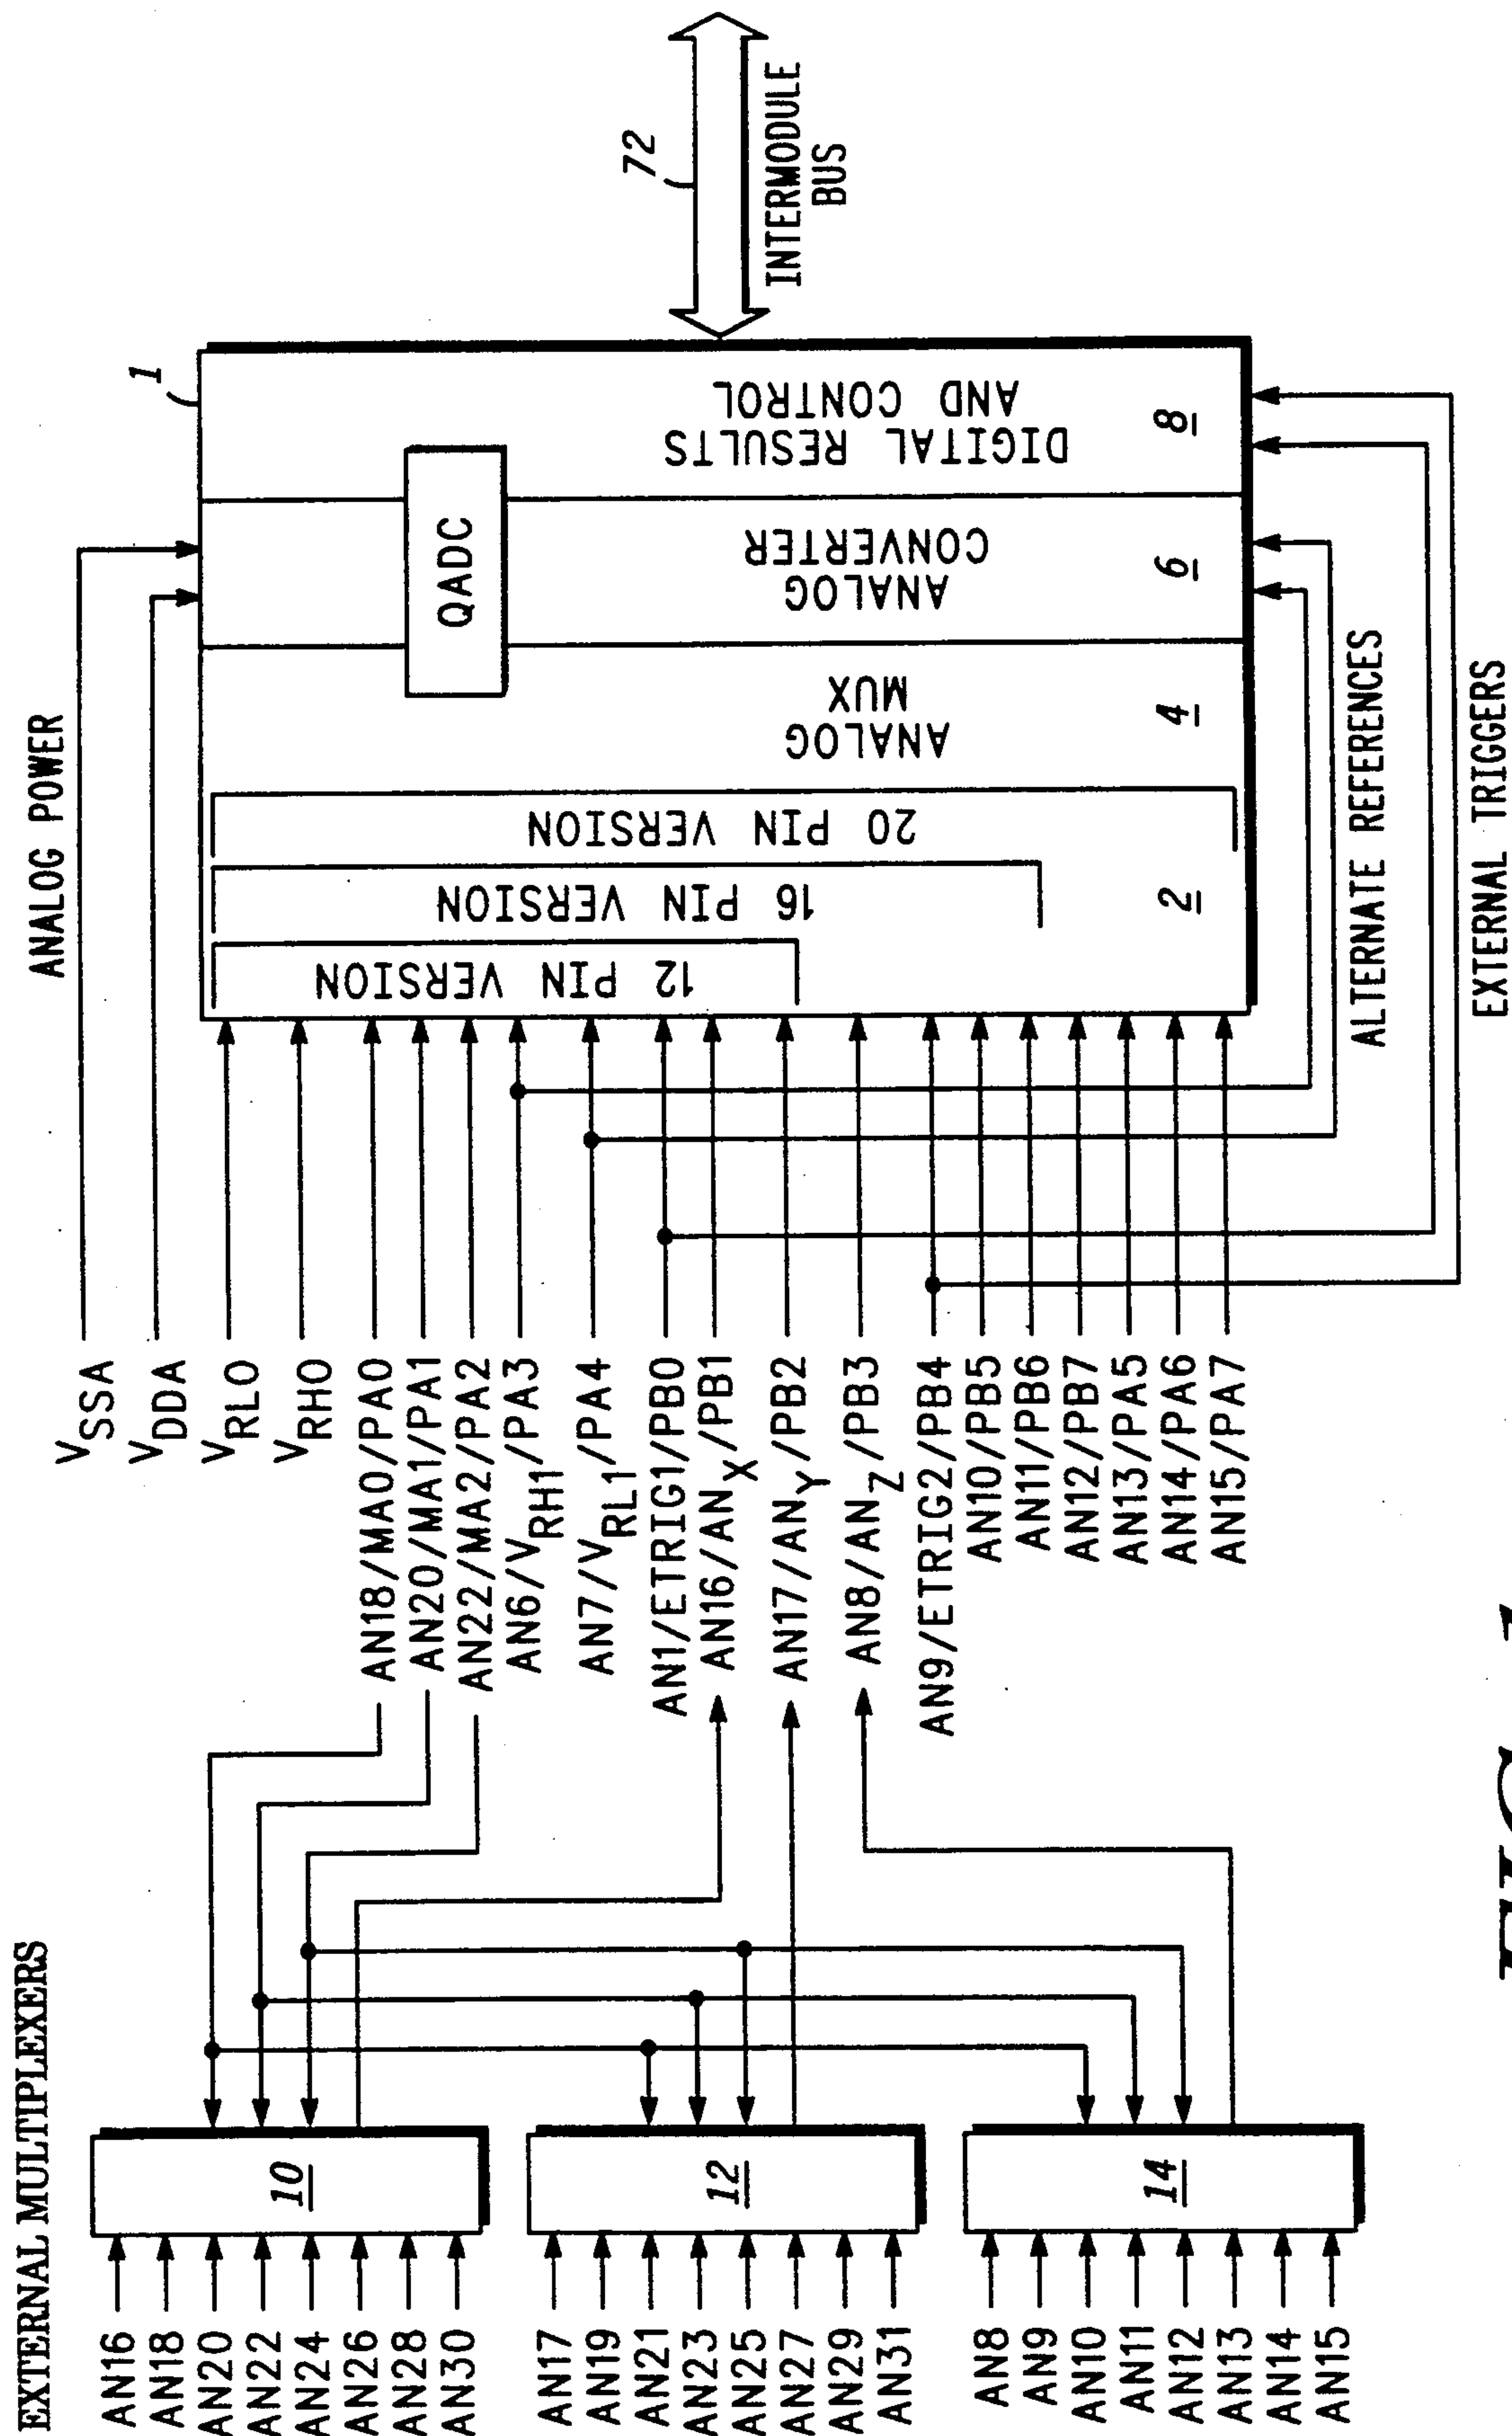 EXTERNAL MULTIPLEXERS
AN16
AN18
AN20
AN22
AN24
AN26
AN28
AN30
10
AN17
AN19
AN21
AN23
AN25
AN27
AN29
AN31
12
AN8
AN9
AN10
AN11
AN12
AN13
AN14
AN15
14
ANALOG POWER
VSSA
VDDA
VRLO
VRHO
AN18/MA0/PA0
AN20/MA1/PA1
AN22/MA2/PA2
AN6/VRH1/PA3
AN7/VRL1/PA4
AN1/ETRIG1/PB0
AN16/ANX/PB1
AN17/ANY/PB2
AN8/ANZ/PB3
AN9/ETRIG2/PB4
AN10/PB5
AN11/PB6
AN12/PB7
AN13/PA5
AN14/PA6
AN15/PA7
12 PIN VERSION
16 PIN VERSION
20 PIN VERSION
2
ANALOG
MUX
4
QADC
ANALOG
CONVERTER
6
DIGITAL RESULTS
AND CONTROL
8
1
72
INTERMODULE
BUS
ALTERNATE REFERENCES
EXTERNAL TRIGGERS